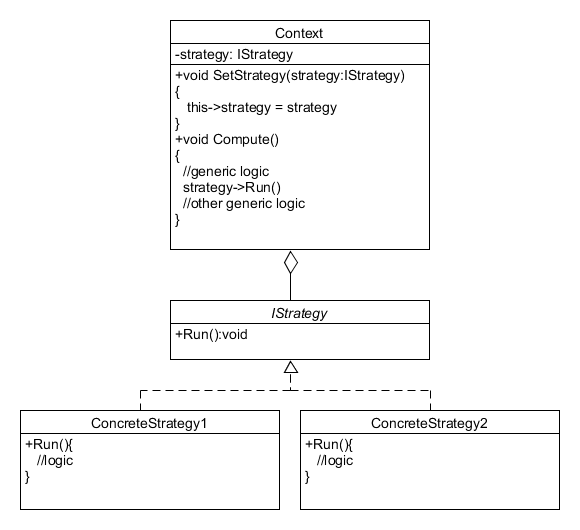 Context
-strategy: IStrategy
+void SetStrategy(strategy:IStrategy)
{
this->strategy = strategy
}
+void Compute()
{
//generic logic
strategy->Run()
//other generic logic
}
IStrategy
+Run():void
ConcreteStrategy1
+Run(){
//logic
}
ConcreteStrategy2
+Run(){
//logic
}